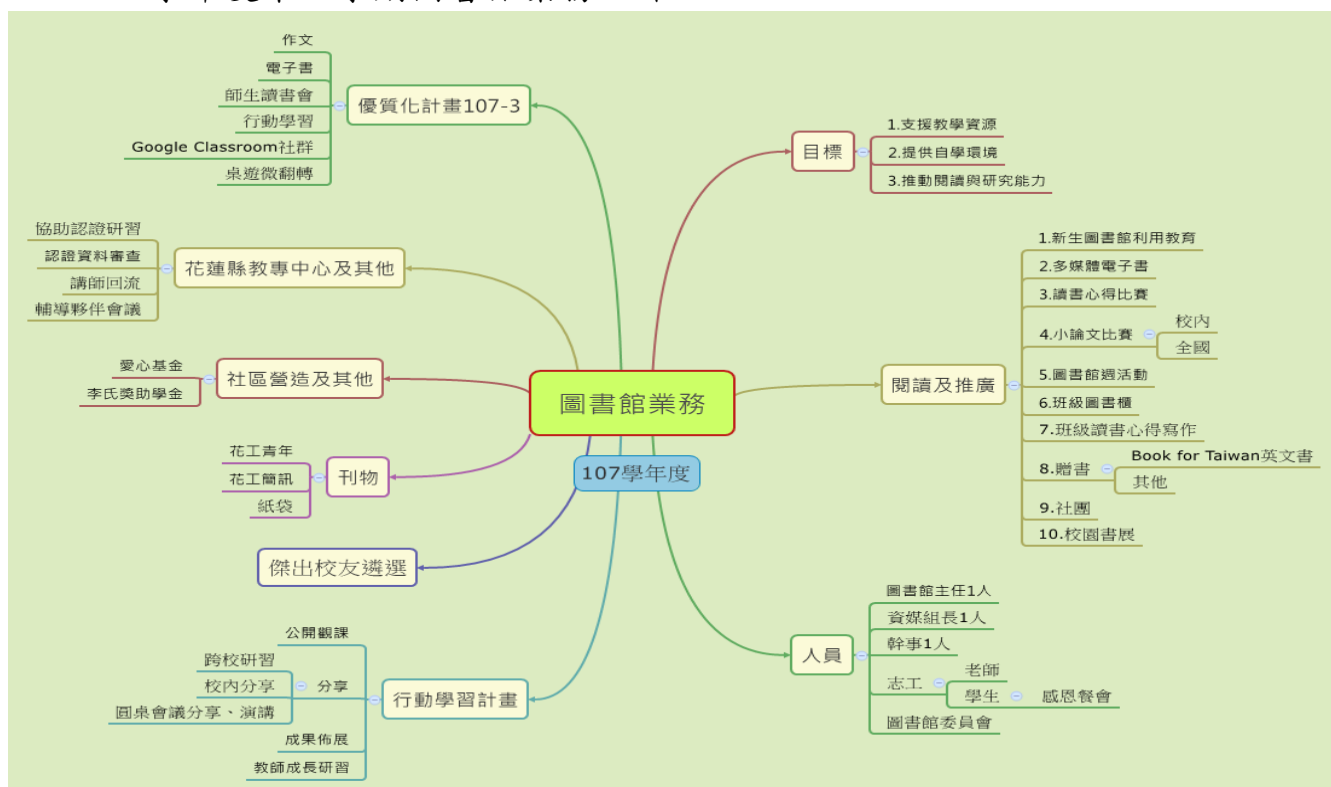 圖書館業務
107學年度
目標
1.支援教學資源
2.提供自學環境
3.推動閱讀與研究能力
閱讀及推廣
1.新生圖書館利用教育
2.多媒體電子書
3.讀書心得比賽
4.小論文比賽
校內
全國
5.圖書館週活動
6.班級圖書櫃
7.班級讀書心得寫作
8.贈書
Book for Taiwan英文書
其他
9.社團
10.校園書展
人員
圖書館主任1人
資媒組長1人
幹事1人
志工
老師
學生
感恩餐會
圖書館委員會
優質化計畫107-3
作文
電子書
師生讀書會
行動學習
Google Classroom社群
桌遊微翻轉
花蓮縣教專中心及其他
協助認證研習
認證資料審查
講師回流
輔導夥伴會議
社區營造及其他
愛心基金
李氏獎助學金
刊物
花工青年
花工簡訊
紙袋
傑出校友遴選
行動學習計畫
公開觀課
分享
跨校研習
校內分享
圓桌會議分享、演講
成果佈展
教師成長研習